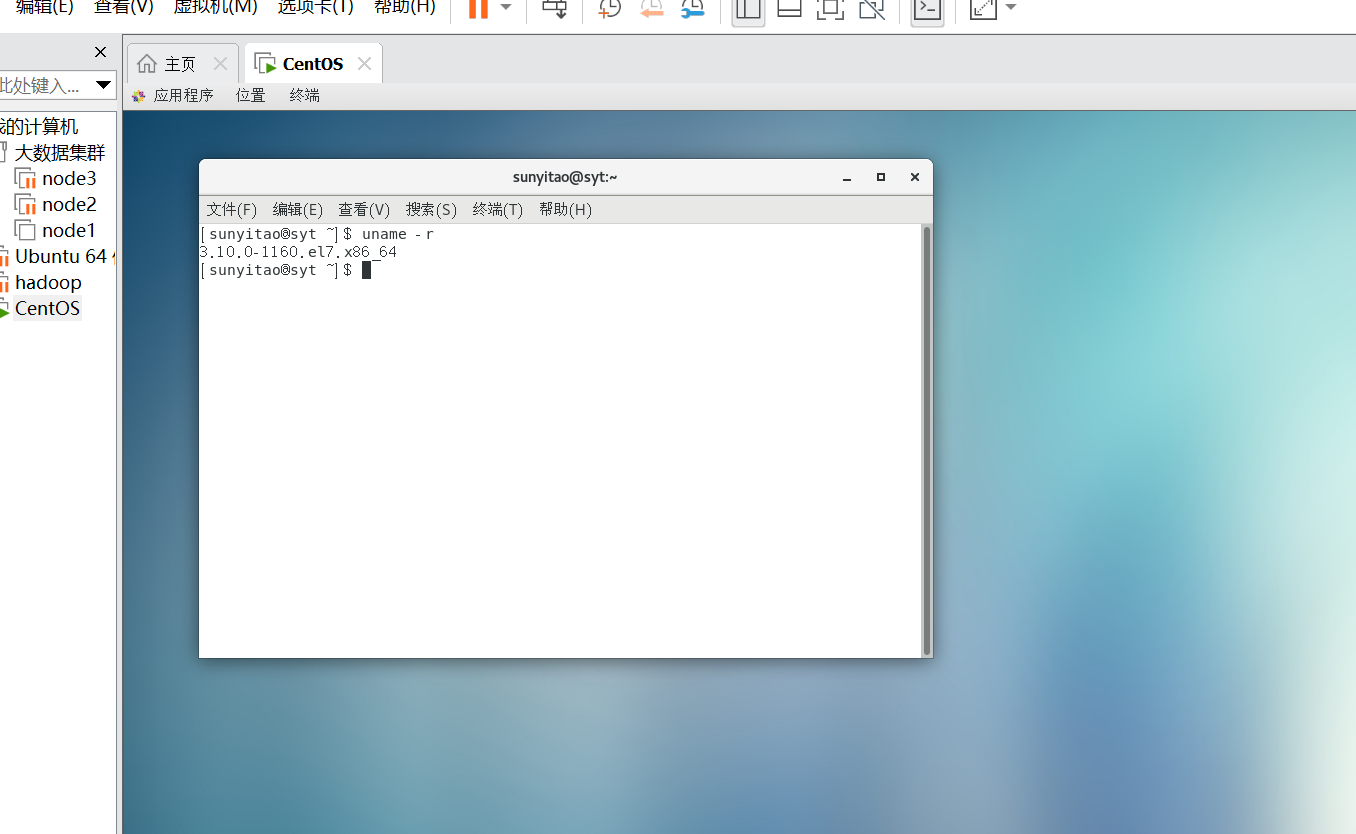 编辑(E) 查看(V) 虚拟机(M) 选项卡(T) 帮助(H)
主页
CentOS
此处键入...
应用程序 位置 终端
我的计算机
大数据集群
node3
node2
node1
Ubuntu 64
hadoop
CentOS
sunyitao@syt:~
文件(F) 编辑(E) 查看(V) 搜索(S) 终端(T) 帮助(H)
[sunyitao@syt ~]$ uname -r
3.10.0-1160.el7.x86_64
[sunyitao@syt ~]$